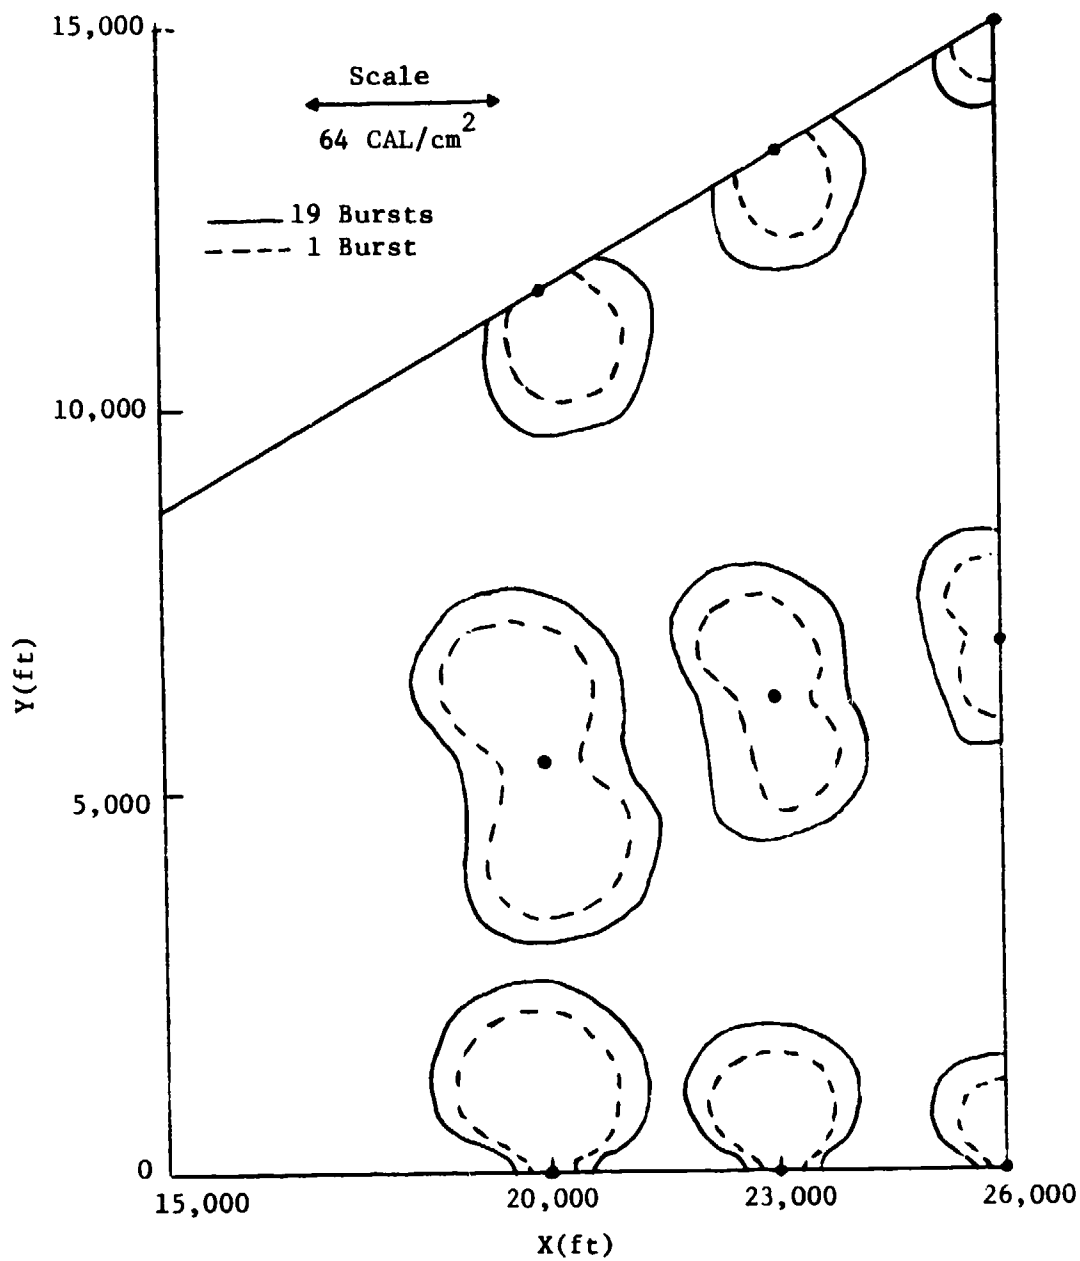 15,000
Scale
64 CAL/cm2
19 Bursts
1 Burst
10,000
Y(ft)
5,000
0
15,000
20,000
23,000
26,000
X(ft)